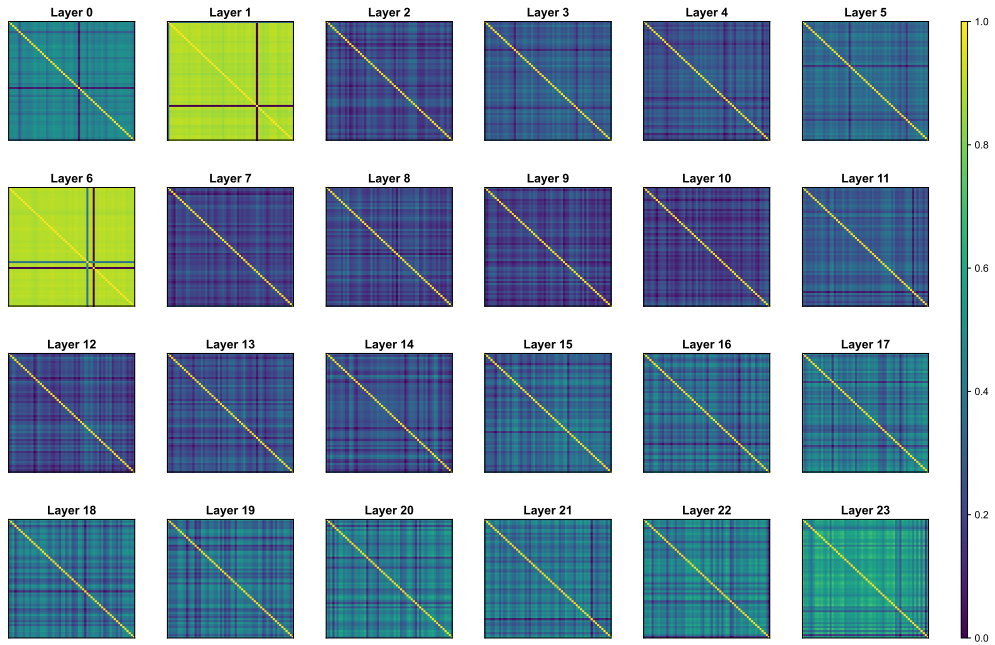 Layer 0 Layer 1 Layer 2 Layer 3 Layer 4 Layer 5
1.0
0.8
Layer 6 Layer 7 Layer 8 Layer 9 Layer 10 Layer 11
0.6
Layer 12 Layer 13 Layer 14 Layer 15 Layer 16 Layer 17
0.4
0.2
Layer 18 Layer 19 Layer 20 Layer 21 Layer 22 Layer 23
0.0